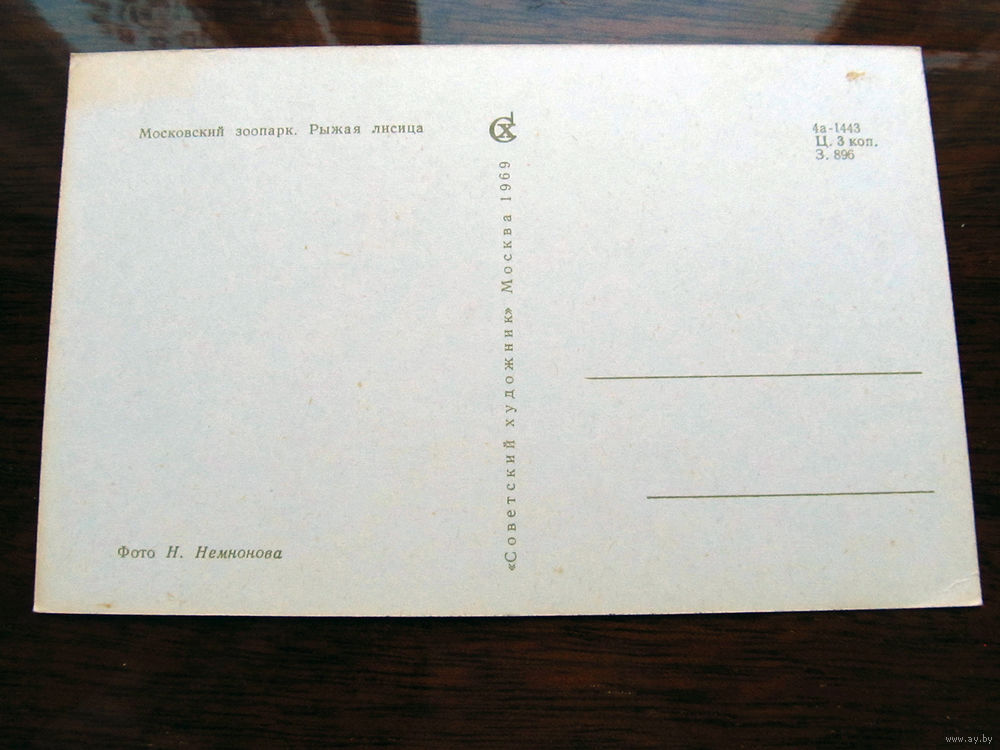 Московский зоопарк. Рыжая лисица
4а-1443
Ц. 3 коп.
З. 896
«Советский художник» Москва 1969
Фото Н. Немнонова
www.ay.by